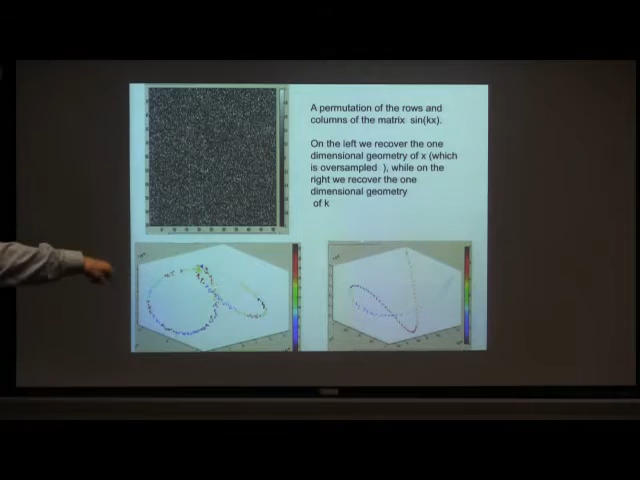 A permutation of the rows and
columns of the matrix sin(kx).
On the left we recover the one
dimensional geometry of x (which
is oversampled ), while on the
right we recover the one
dimensional geometry
of k